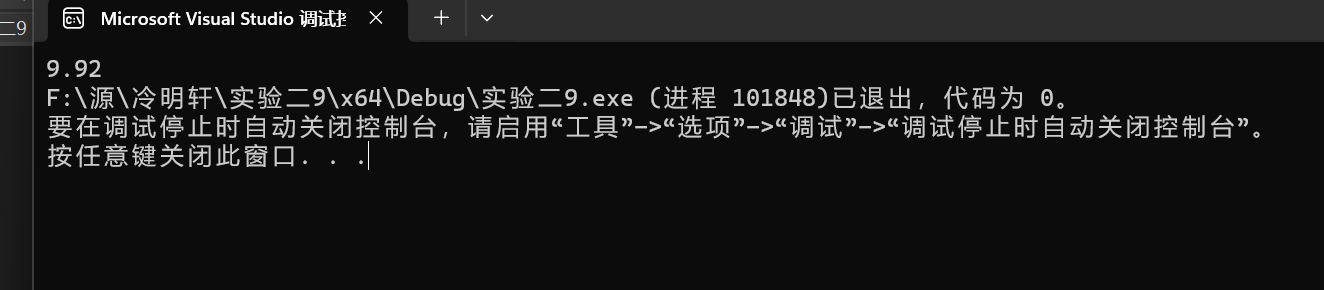 Microsoft Visual Studio 调试
二9
9.92
F:\源\冷明轩\实验二9\x64\Debug\实验二9.exe (进程 101848)已退出，代码为 0。
要在调试停止时自动关闭控制台，请启用“工具”->“选项”->“调试”->“调试停止时自动关闭控制台”。
按任意键关闭此窗口. . .